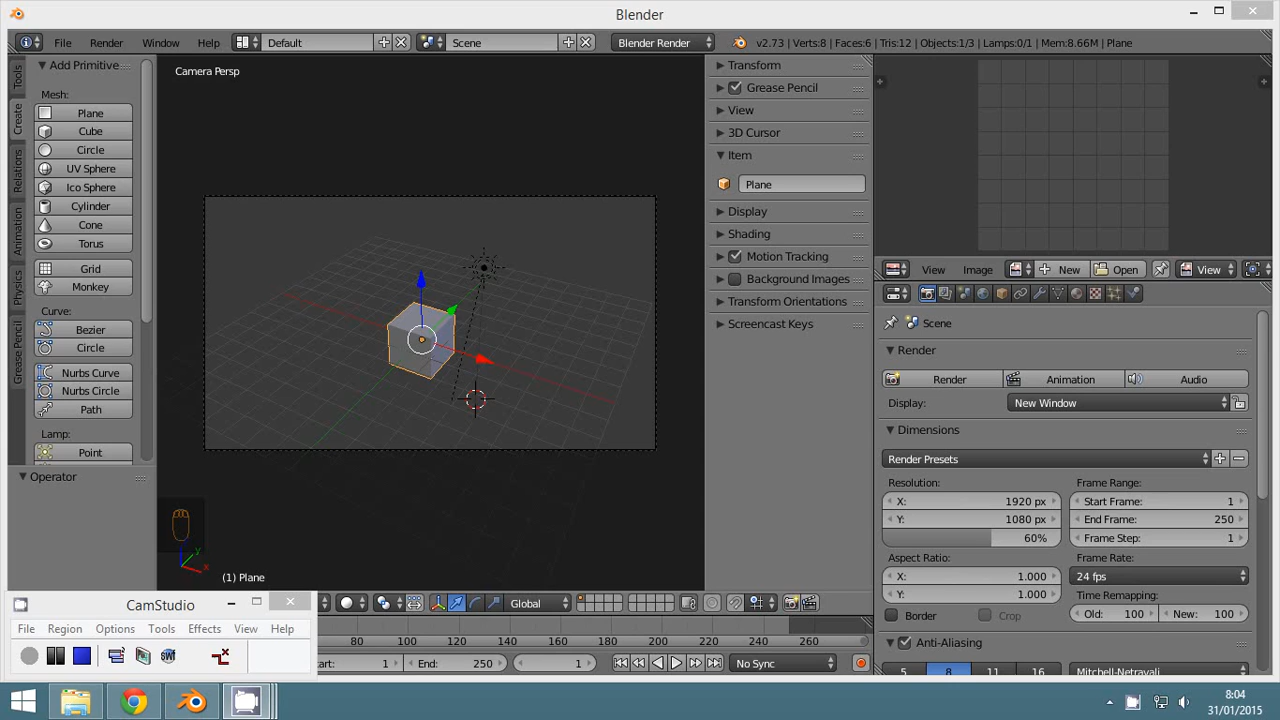 Blender
File Render Window Help Default Scene Blender Render v2.73 | Verts:8 | Faces:6 | Tris:12 | Objects:1/3 | Lamps:0/1 | Mem:8.66M | Plane
Tools
Create
Relations
Animation
Physics
Grease Pencil
Add Primitive
Mesh:
Plane
Cube
Circle
UV Sphere
Ico Sphere
Cylinder
Cone
Torus
Grid
Monkey
Curve:
Bezier
Circle
Nurbs Curve
Nurbs Circle
Path
Lamp:
Point
Operator
Camera Persp
z
y
x
(1) Plane
Global
Transform
Grease Pencil
View
3D Cursor
Item
Plane
Display
Shading
Motion Tracking
Background Images
Transform Orientations
Screencast Keys
View Image New Open View
Scene
Render
Render Animation Audio
Display: New Window
Dimensions
Render Presets
Resolution: Frame Range:
X: 1920 px Start Frame: 1
Y: 1080 px End Frame: 250
60% Frame Step: 1
Aspect Ratio: Frame Rate:
X: 1.000 24 fps
Y: 1.000 Time Remapping:
Border Crop Old: 100 New: 100
Anti-Aliasing
5 8 11 16 Mitchell-Netravali
80 100 120 140 160 180 200 220 240 260
1 End: 250 1 No Sync
CamStudio
File Region Options Tools Effects View Help
8:04
31/01/2015